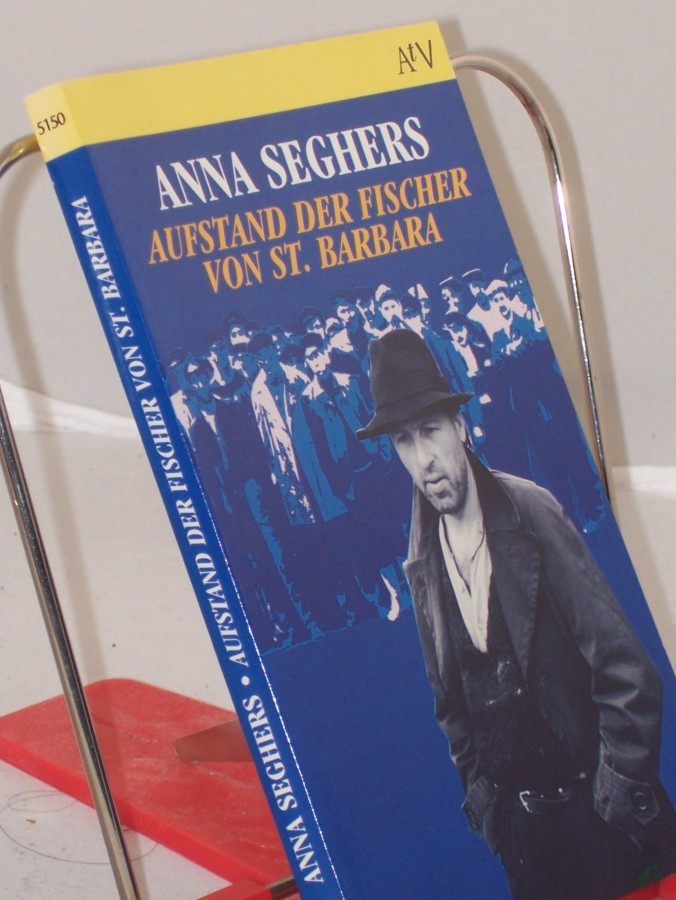 AtV
5150
ANNA SEGHERS
AUFSTAND DER FISCHER
VON ST. BARBARA
ANNA SEGHERS • AUFSTAND DER FISCHER VON ST. BARBARA